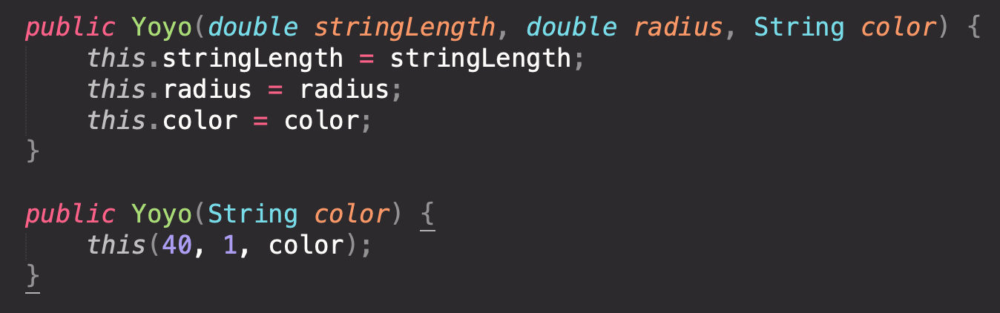 public Yoyo(double stringLength, double radius, String color) {
    this.stringLength = stringLength;
    this.radius = radius;
    this.color = color;
}

public Yoyo(String color) {
    this(40, 1, color);
}